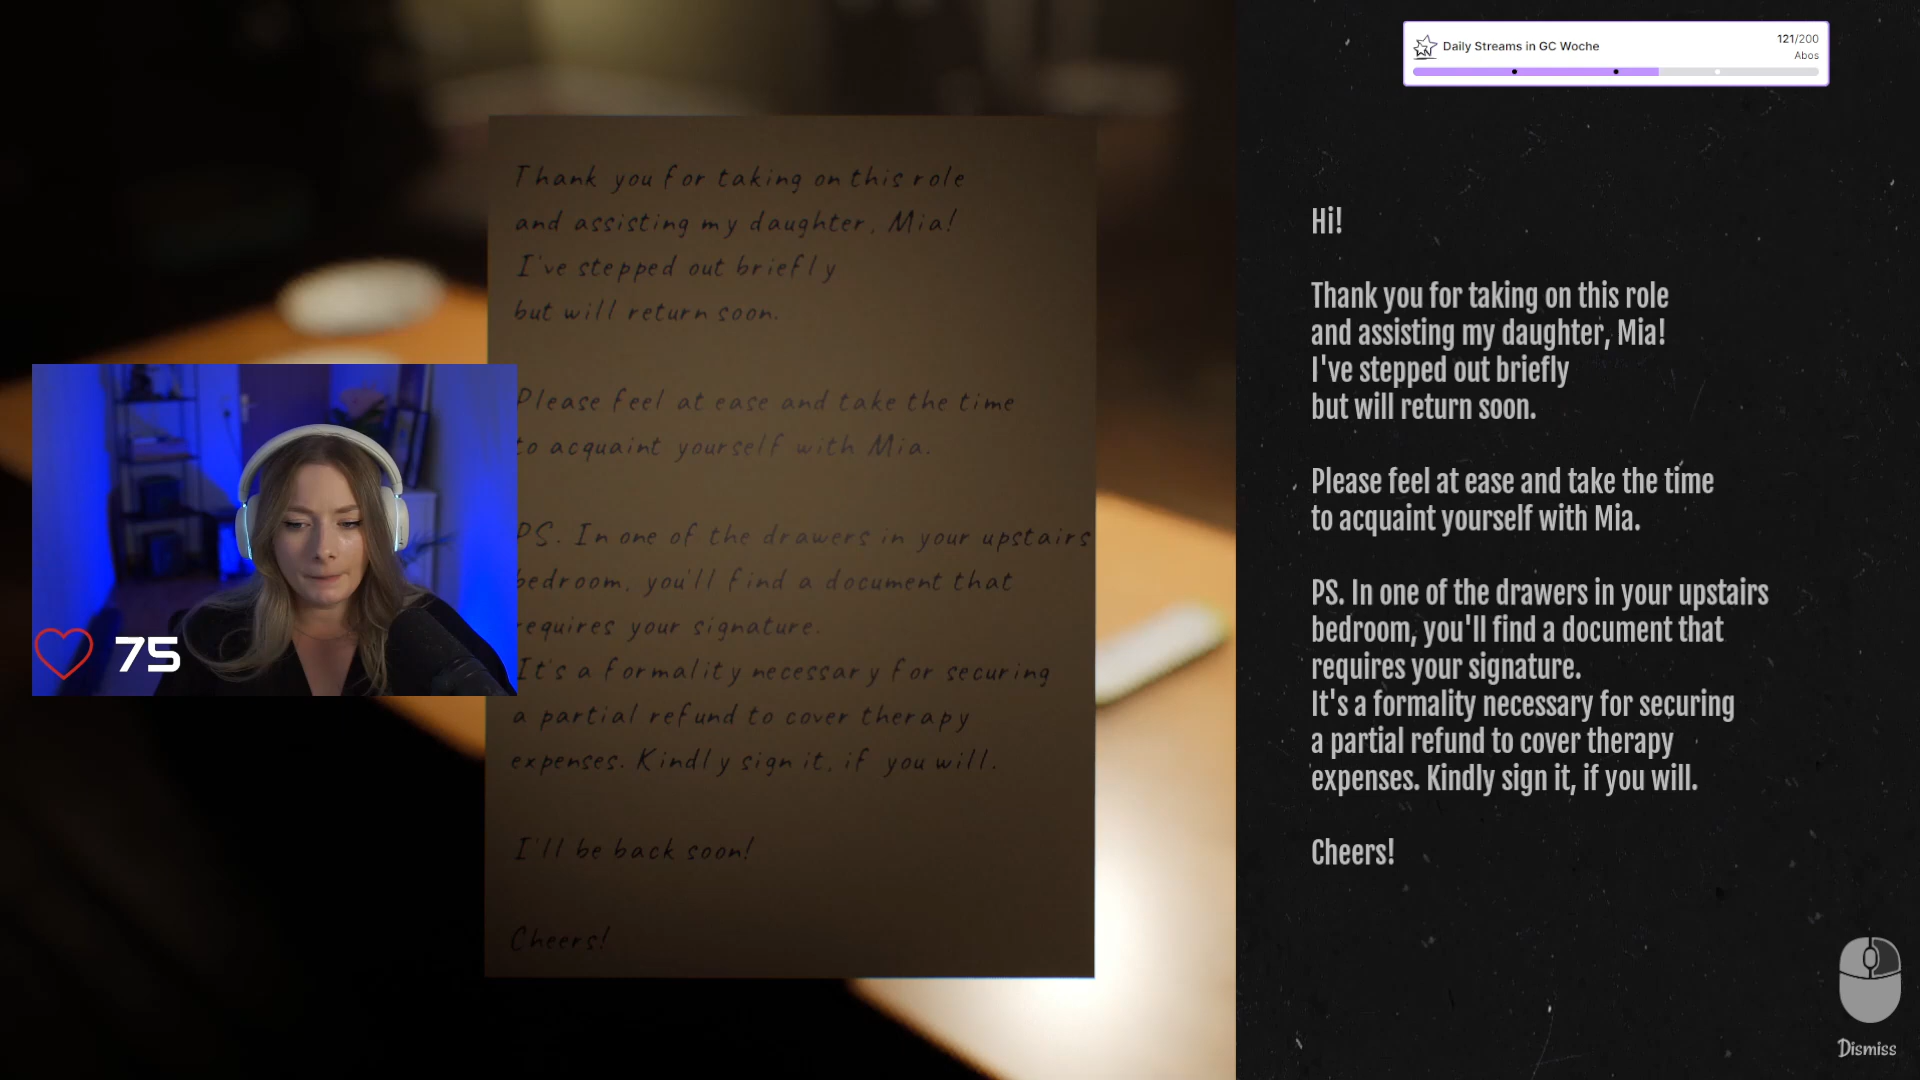 Daily Streams in GC Woche
121/200
Abos
Thank you for taking on this role
and assisting my daughter, Mia!
I've stepped out briefly
but will return soon.
Please feel at ease and take the time
to acquaint yourself with Mia.
PS. In one of the drawers in your upstairs
bedroom, you'll find a document that
requires your signature.
It's a formality necessary for securing
a partial refund to cover therapy
expenses. Kindly sign it, if you will.
I'll be back soon!
Cheers!
75
Hi!
Thank you for taking on this role
and assisting my daughter, Mia!
I've stepped out briefly
but will return soon.
Please feel at ease and take the time
to acquaint yourself with Mia.
PS. In one of the drawers in your upstairs
bedroom, you'll find a document that
requires your signature.
It's a formality necessary for securing
a partial refund to cover therapy
expenses. Kindly sign it, if you will.
Cheers!
Dismiss